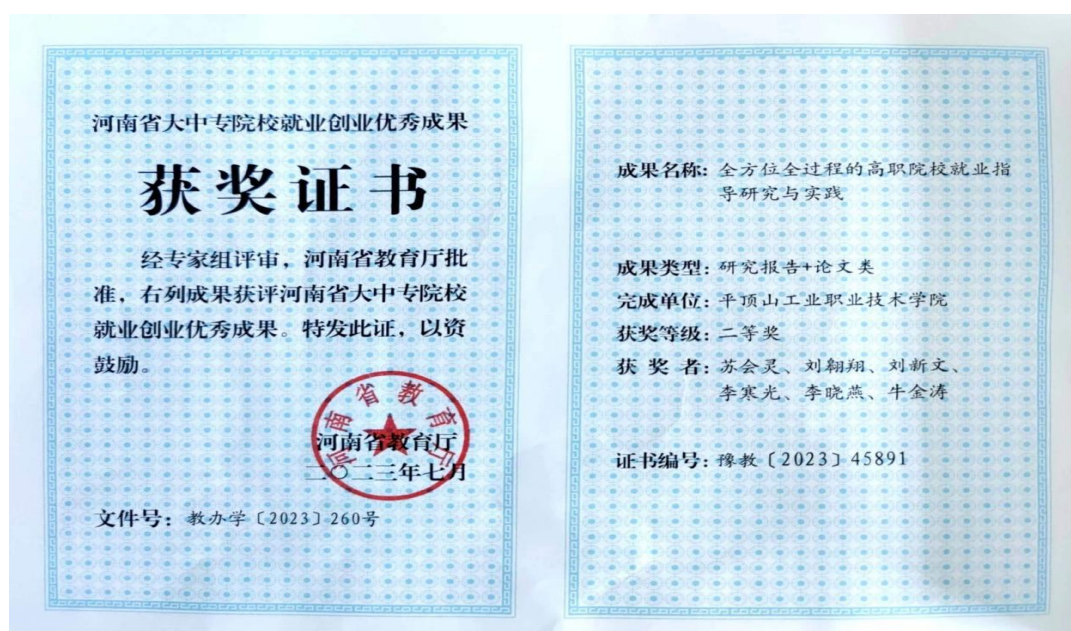 河南省大中专院校就业创业优秀成果
获奖证书
经专家组评审，河南省教育厅批
准，右列成果获评河南省大中专院校
就业创业优秀成果。特发此证，以资
鼓励。
河南省教育厅
河南省教育厅
二〇二三年七月
文件号：教办学〔2023〕260号
成果名称：全方位全过程的高职院校就业指
导研究与实践
成果类型：研究报告+论文类
完成单位：平顶山工业职业技术学院
获奖等级：二等奖
获 奖 者：苏会灵、刘翱翔、刘新文、
李寒光、李晓燕、牛金涛
证书编号：豫教〔2023〕45891